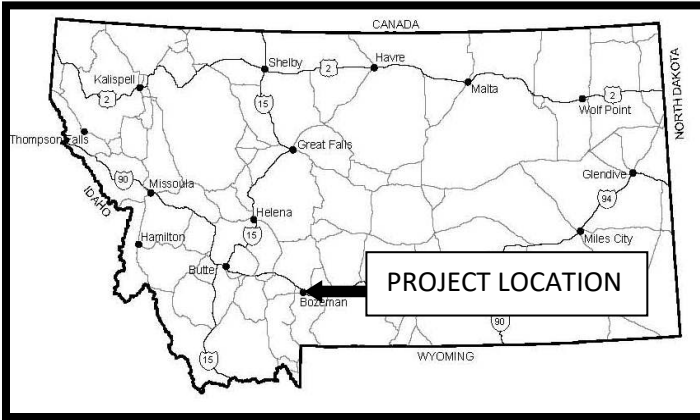 CANADA
Shelby
2
Havre
Kalispell
2
Malta
2
Wolf Point
NORTH DAKOTA
15
Thompson Falls
Great Falls
Glendive
90
Missoula
94
IDAHO
Helena
Hamilton
15
Miles City
Butte
PROJECT LOCATION
Bozeman
90
15
WYOMING